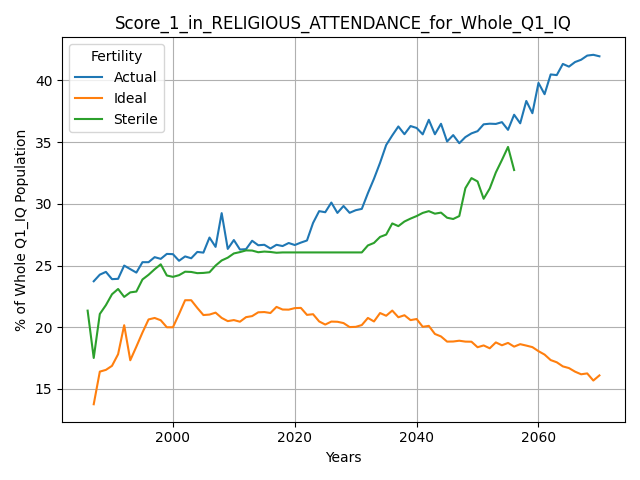 Score_1_in_RELIGIOUS_ATTENDANCE_for_Whole_Q1_IQ
Fertility
Actual
Ideal
Sterile
% of Whole Q1_IQ Population
40
35
30
25
20
15
2000
2020
2040
2060
Years